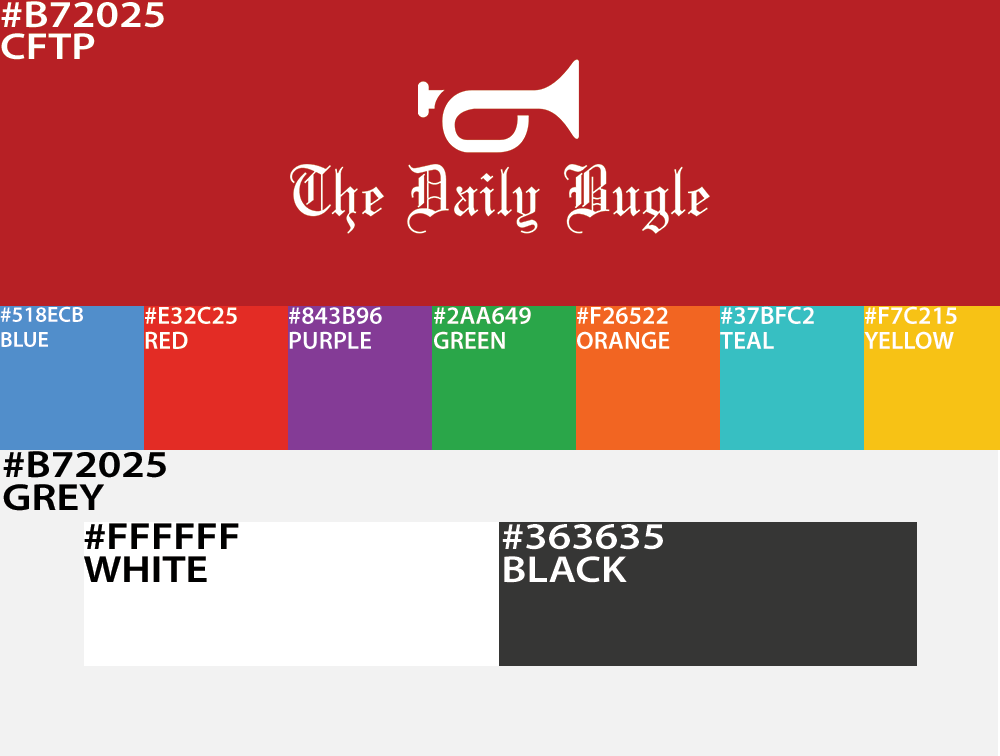 #B72025
CFTP
The Daily Bugle
#518ECB
BLUE
#E32C25
RED
#843B96
PURPLE
#2AA649
GREEN
#F26522
ORANGE
#37BFC2
TEAL
#F7C215
YELLOW
#B72025
GREY
#FFFFFF
WHITE
#363635
BLACK